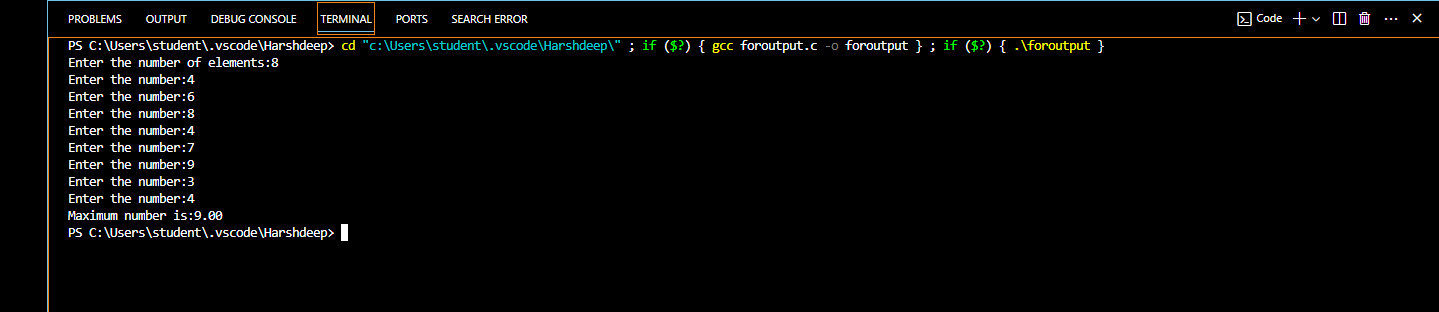 PROBLEMS OUTPUT DEBUG CONSOLE TERMINAL PORTS SEARCH ERROR Code
PS C:\Users\student\.vscode\Harshdeep> cd "c:\Users\student\.vscode\Harshdeep\" ; if ($?) { gcc foroutput.c -o foroutput } ; if ($?) { .\foroutput }
Enter the number of elements:8
Enter the number:4
Enter the number:6
Enter the number:8
Enter the number:4
Enter the number:7
Enter the number:9
Enter the number:3
Enter the number:4
Maximum number is:9.00
PS C:\Users\student\.vscode\Harshdeep>